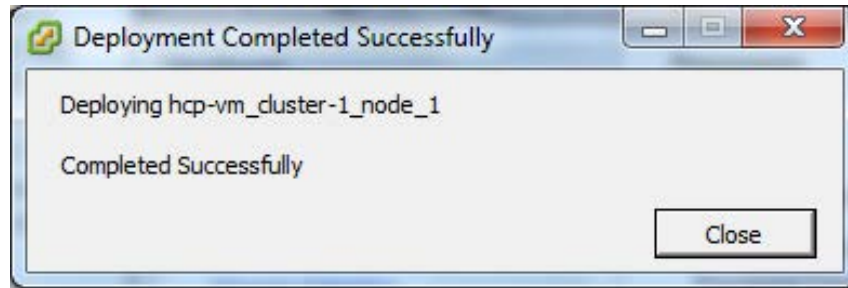 Deployment Completed Successfully
Deploying hcp-vm_cluster-1_node_1
Completed Successfully
Close